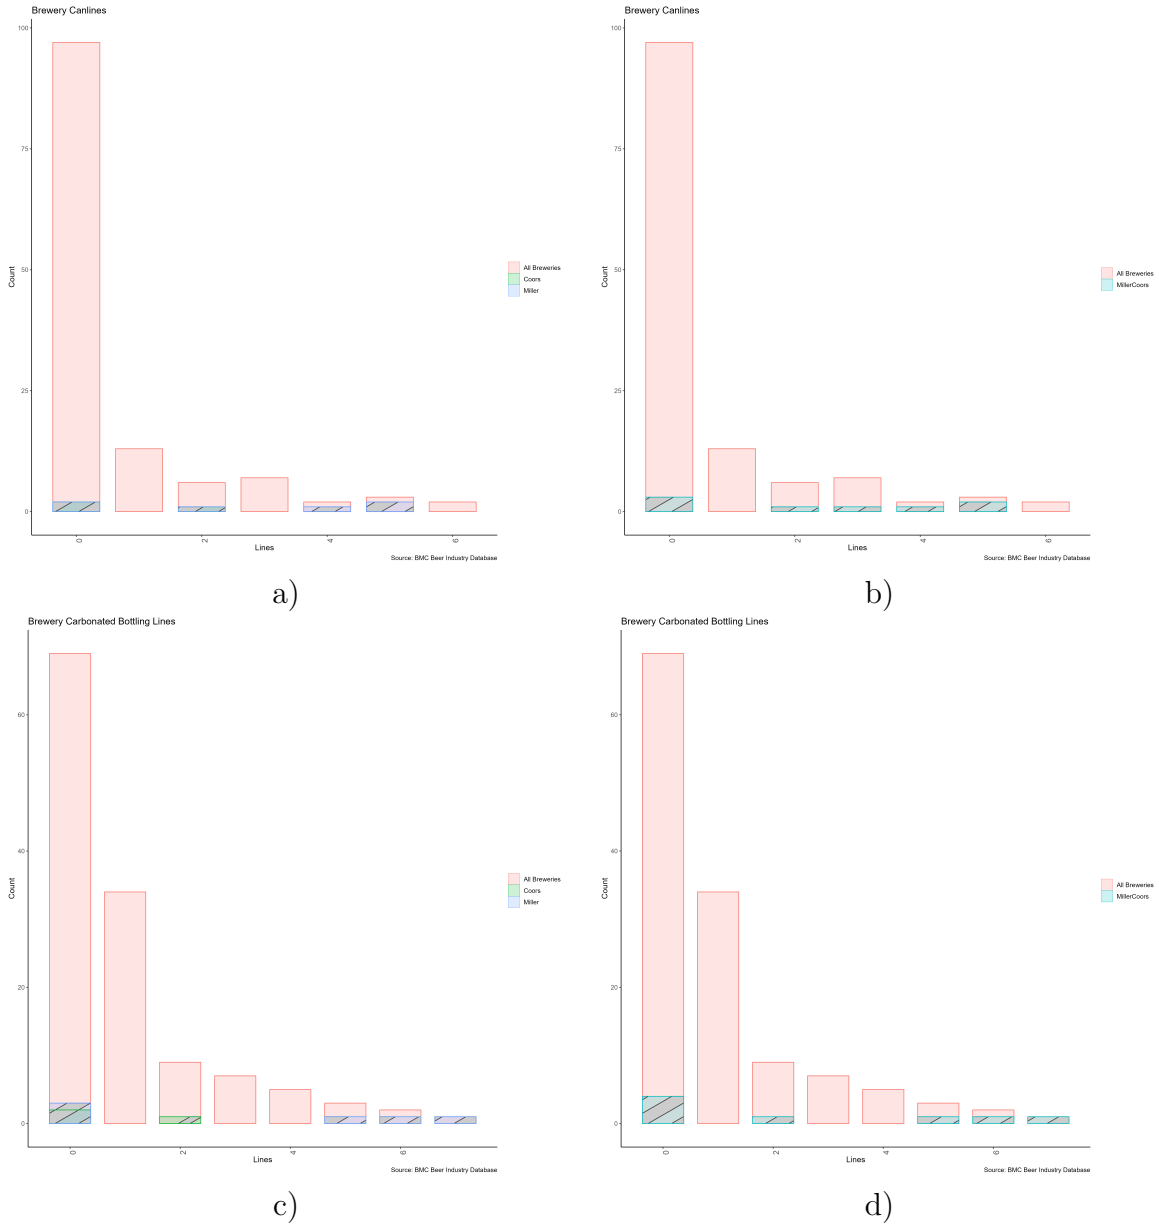 Brewery Canlines
100
75
50
25
0
Count
0 2 4 6
Lines
Source: BMC Beer Industry Database
All Breweries
Coors
Miller
a)
Brewery Canlines
100
75
50
25
0
Count
0 2 4 6
Lines
Source: BMC Beer Industry Database
All Breweries
MillerCoors
b)
Brewery Carbonated Bottling Lines
60
40
20
0
Count
0 2 4 6
Lines
Source: BMC Beer Industry Database
All Breweries
Coors
Miller
c)
Brewery Carbonated Bottling Lines
60
40
20
0
Count
0 2 4 6
Lines
Source: BMC Beer Industry Database
All Breweries
MillerCoors
d)